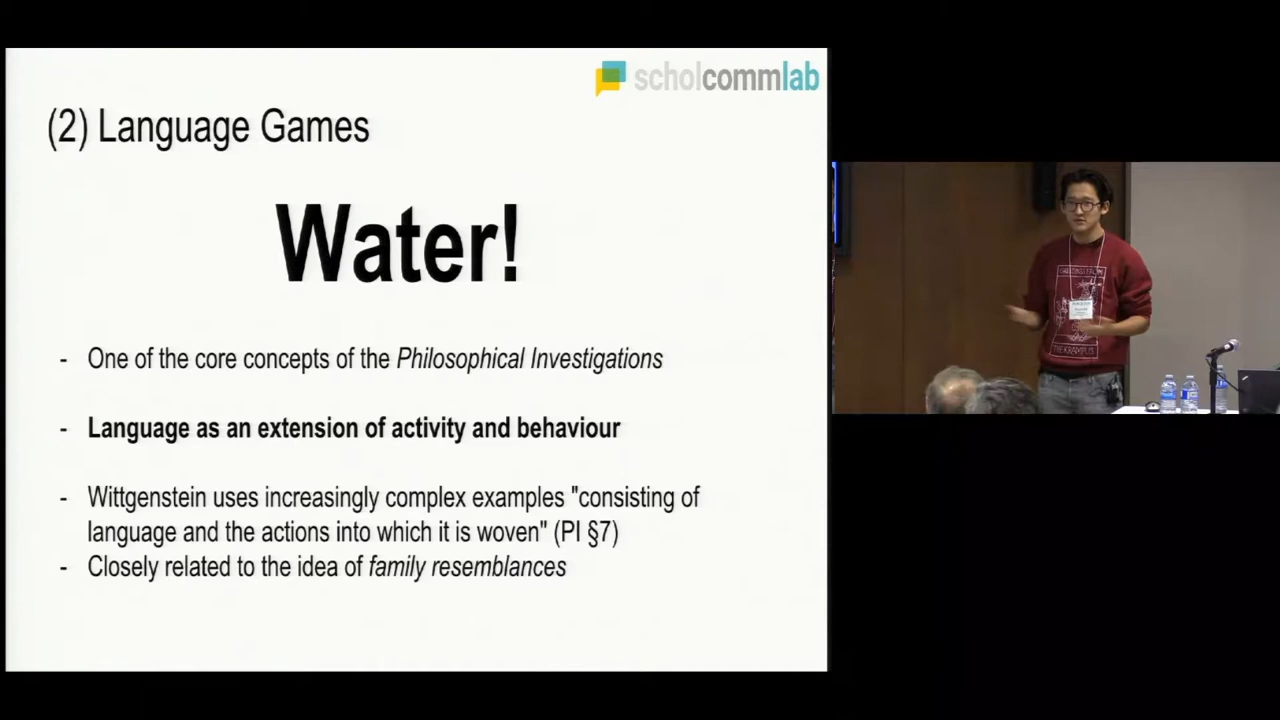 scholcommlab
(2) Language Games
Water!
- One of the core concepts of the Philosophical Investigations
- Language as an extension of activity and behaviour
- Wittgenstein uses increasingly complex examples "consisting of
language and the actions into which it is woven" (PI §7)
- Closely related to the idea of family resemblances